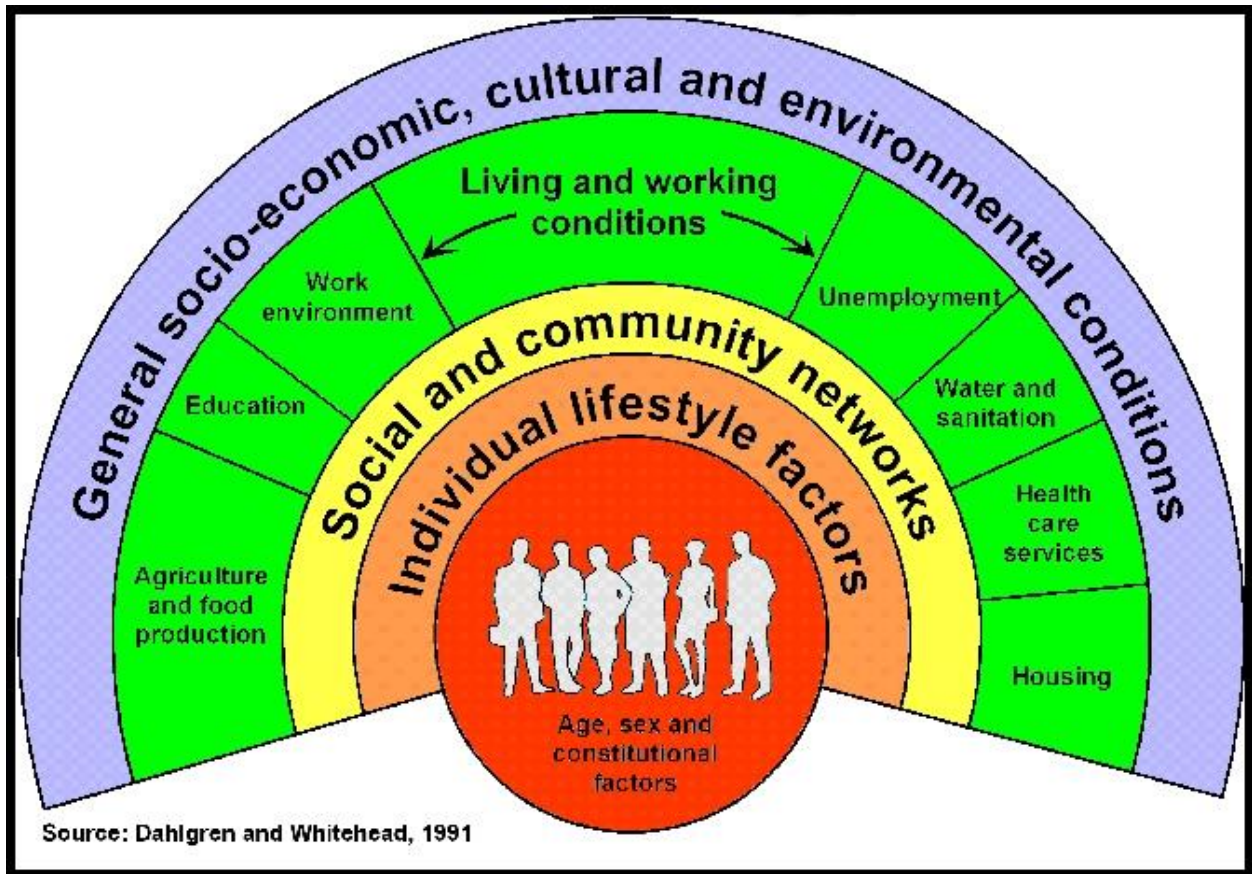 General socio-economic, cultural and environmental conditions
Living and working
conditions
Work
environment
Unemployment
Education
Water and
sanitation
Agriculture
and food
production
Health
care
services
Housing
Social and community networks
Individual lifestyle factors
Age, sex and
constitutional
factors
Source: Dahlgren and Whitehead, 1991